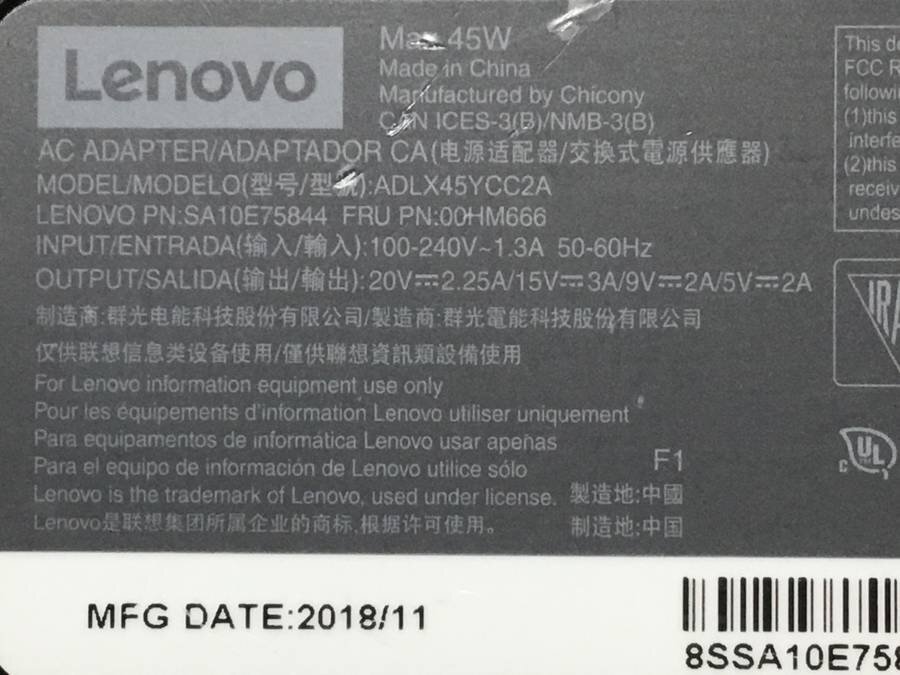 Lenovo
Max 45W
Made in China
Manufactured by Chicony
CAN ICES-3(B)/NMB-3(B)
AC ADAPTER/ADAPTADOR CA(电源适配器/交換式電源供應器)
MODEL/MODELO(型号/型號):ADLX45YCC2A
LENOVO PN:SA10E75844 FRU PN:00HM666
INPUT/ENTRADA(输入/輸入):100-240V~1.3A 50-60Hz
OUTPUT/SALIDA(输出/輸出):20V⎓2.25A/15V⎓3A/9V⎓2A/5V⎓2A
制造商:群光电能科技股份有限公司/製造商:群光電能科技股份有限公司
仅供联想信息类设备使用/僅供聯想資訊類設備使用
For Lenovo information equipment use only
Pour les équipements d'information Lenovo utiliser uniquement
Para equipamentos de informática Lenovo usar apenas
Para el equipo de información de Lenovo utilice sólo
F1
Lenovo is the trademark of Lenovo, used under license. 製造地:中國
Lenovo是联想集团所属企业的商标,根据许可使用。 制造地:中国
This de
FCC R
followi
(1)this
interfe
(2)this
receiv
undes
IRA
c UL
MFG DATE:2018/11
8SSA10E758